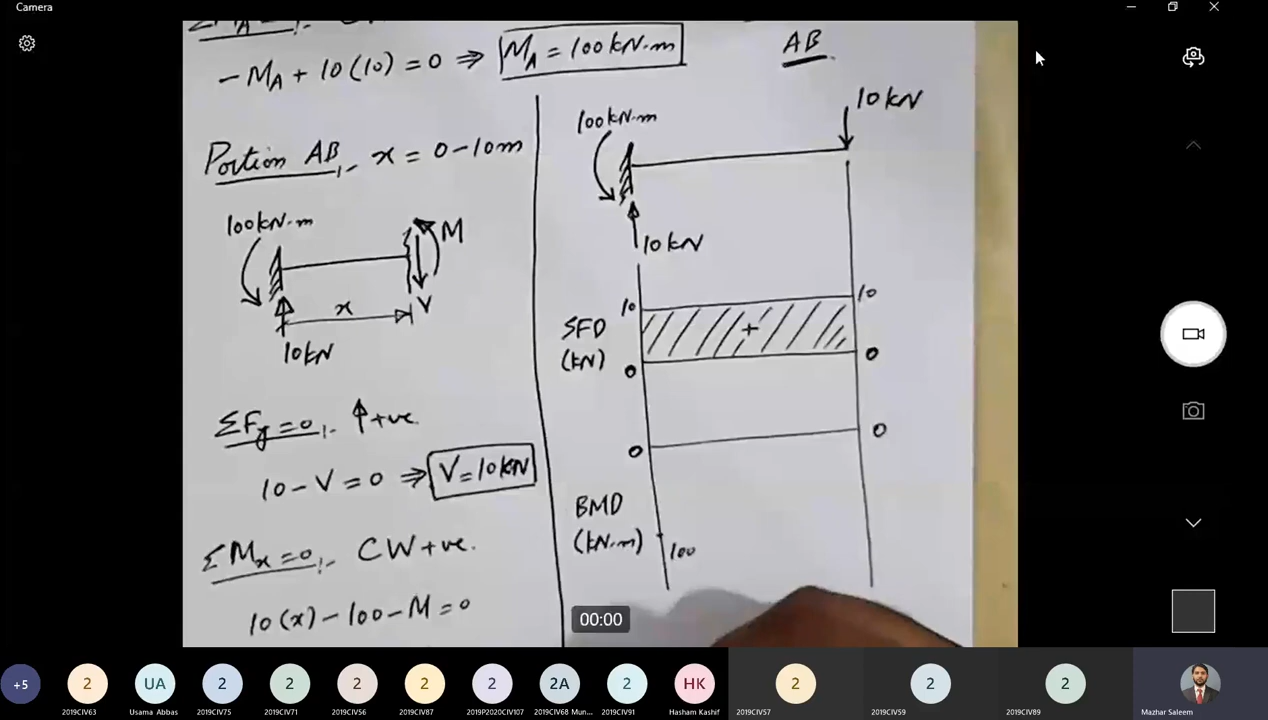 Camera
-MA + 10(10) = 0 ⇒ MA = 100kN.m
Portion AB:- x = 0-10m
100kN.m
M
x
V
10kN
ΣFy=0:- ↑+ve.
10-V=0 ⇒ V=10kN
ΣMx=0:- CW+ve.
10(x)-100-M=0
AB
10kN
100kN.m
10kN
10
10
SFD
(kN)
+
0
0
0
0
BMD
(kN.m)
100
00:00
+5
2
2019CIV63
UA
Usama Abbas
2
2019CIV75
2
2019CIV71
2
2019CIV56
2
2019CIV87
2
2019P2020CIV107
2A
2019CIV68 Mun...
2
2019CIV91
HK
Hasham Kashif
2
2019CIV57
2
2019CIV59
2
2019CIV89
Mazhar Saleem